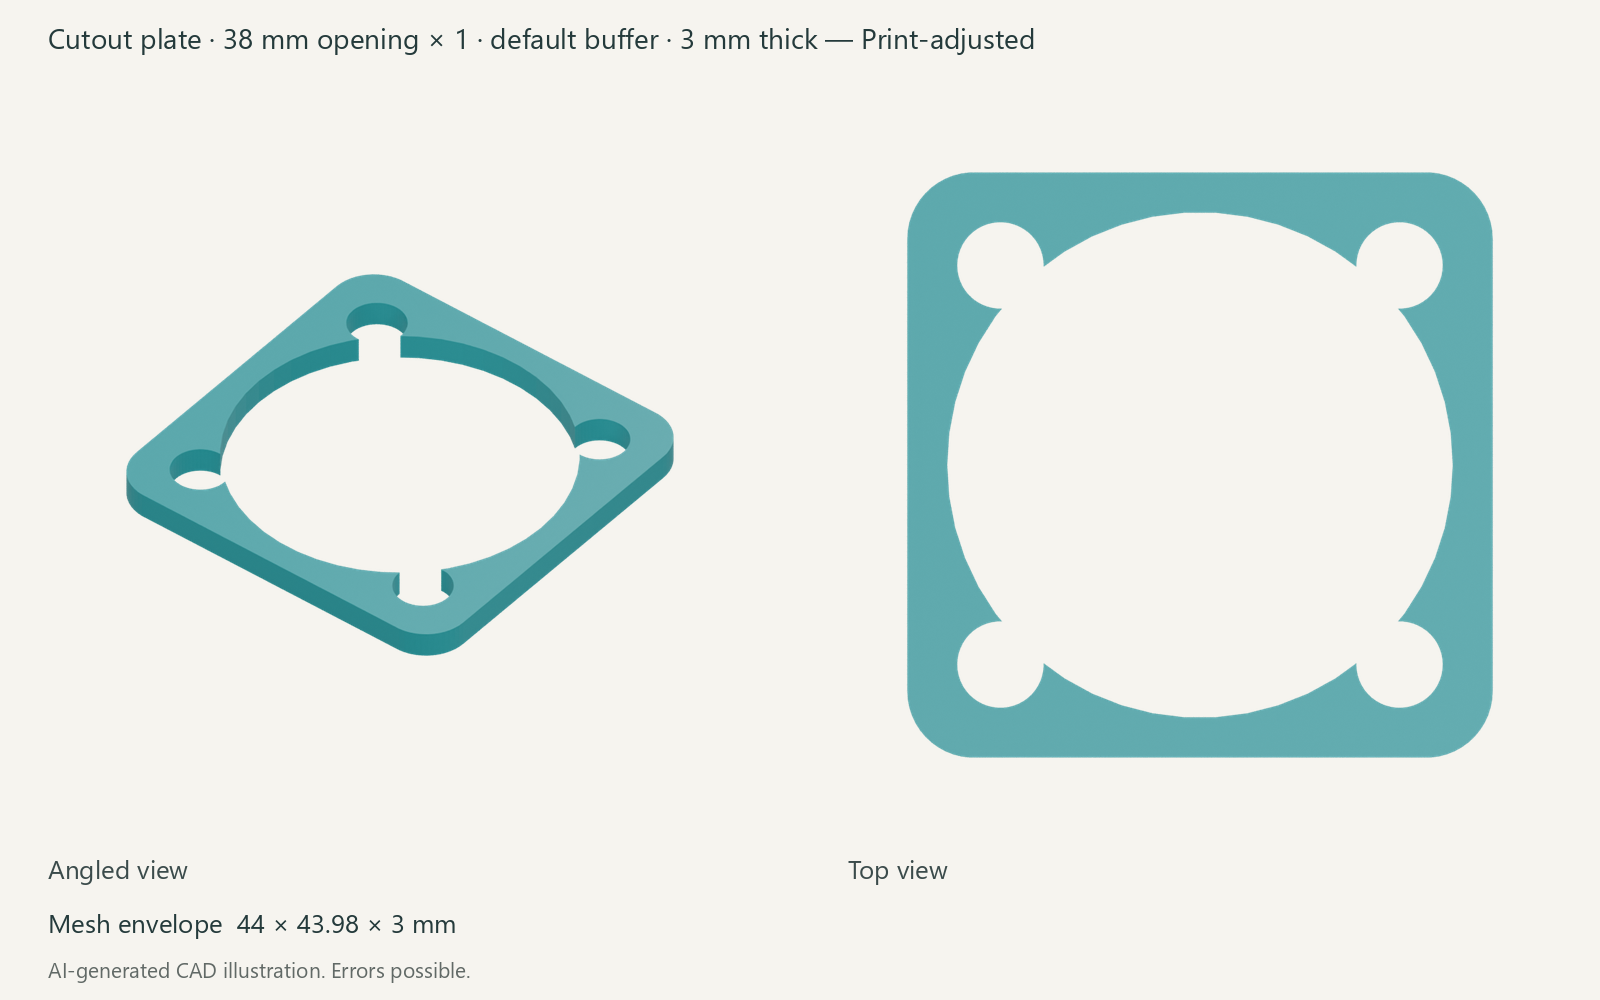 Cutout plate · 38 mm opening × 1 · default buffer · 3 mm thick — Print-adjusted
Angled view
Top view
Mesh envelope 44 × 43.98 × 3 mm
AI-generated CAD illustration. Errors possible.